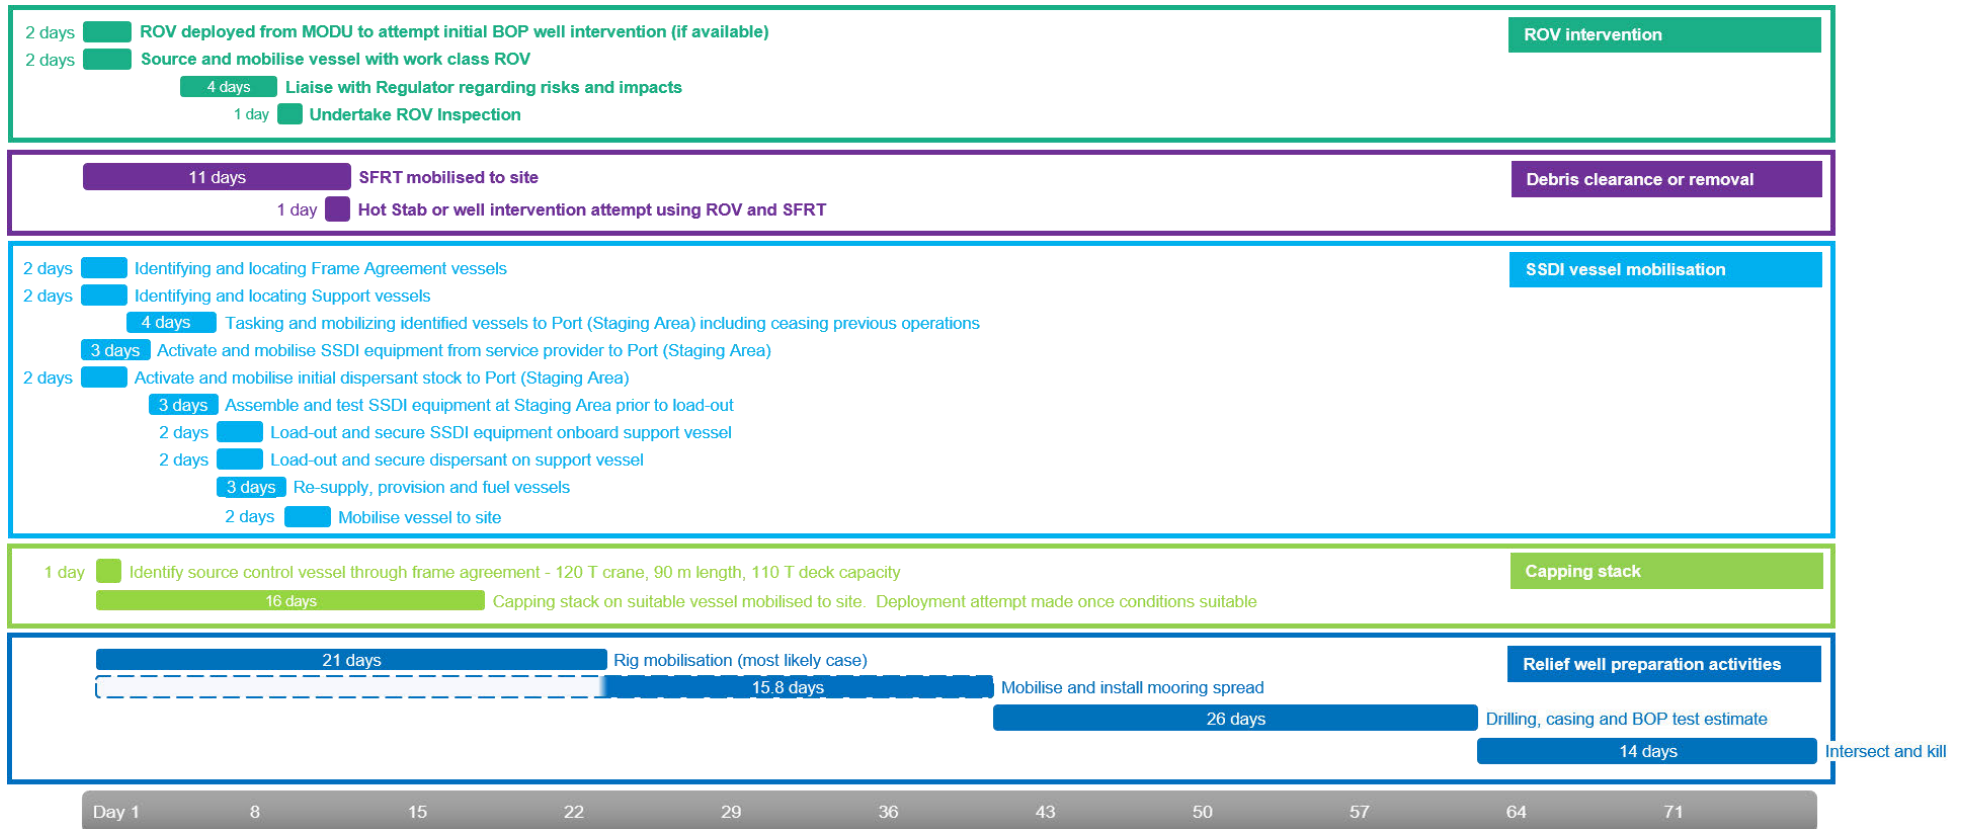 2 days ROV deployed from MODU to attempt initial BOP well intervention (if available)
ROV intervention
2 days Source and mobilise vessel with work class ROV
4 days Liaise with Regulator regarding risks and impacts
1 day Undertake ROV Inspection
11 days SFRT mobilised to site
Debris clearance or removal
1 day Hot Stab or well intervention attempt using ROV and SFRT
2 days Identifying and locating Frame Agreement vessels
SSDI vessel mobilisation
2 days Identifying and locating Support vessels
4 days Tasking and mobilizing identified vessels to Port (Staging Area) including ceasing previous operations
3 days Activate and mobilise SSDI equipment from service provider to Port (Staging Area)
2 days Activate and mobilise initial dispersant stock to Port (Staging Area)
3 days Assemble and test SSDI equipment at Staging Area prior to load-out
2 days Load-out and secure SSDI equipment onboard support vessel
2 days Load-out and secure dispersant on support vessel
3 days Re-supply, provision and fuel vessels
2 days Mobilise vessel to site
1 day Identify source control vessel through frame agreement - 120 T crane, 90 m length, 110 T deck capacity
Capping stack
16 days Capping stack on suitable vessel mobilised to site. Deployment attempt made once conditions suitable
21 days Rig mobilisation (most likely case)
Relief well preparation activities
15.8 days Mobilise and install mooring spread
26 days Drilling, casing and BOP test estimate
14 days Intersect and kill
Day 1 8 15 22 29 36 43 50 57 64 71